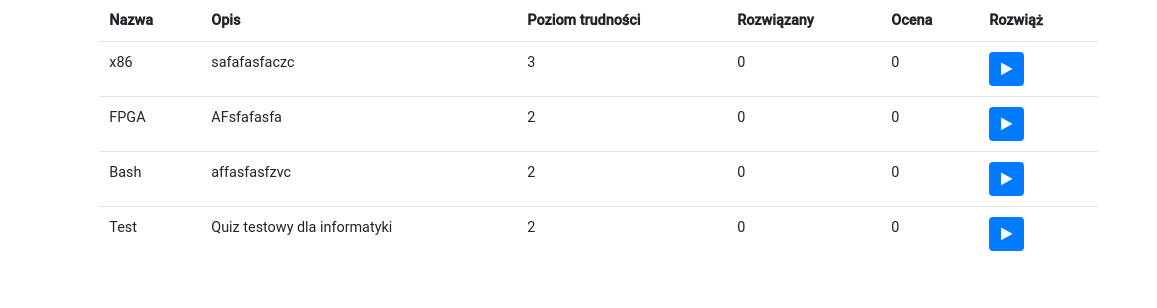 Nazwa Opis Poziom trudności Rozwiązany Ocena Rozwiąż
x86 safafasfaczc 3 0 0
FPGA AFsfafasfa 2 0 0
Bash affasfasfzvc 2 0 0
Test Quiz testowy dla informatyki 2 0 0